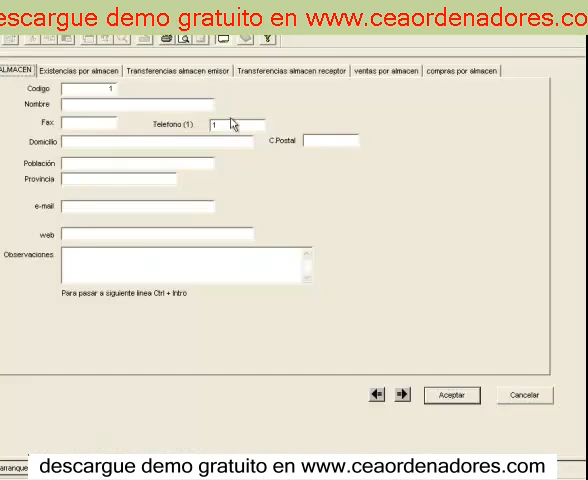 escargue demo gratuito en www.ceaordenadores.co
ALMACEN Existencias por almacen Transferencias almacen emisor Transferencias almacen receptor ventas por almacen compras por almacen
Codigo 1
Nombre
Fax Telefono (1) 1
Domicilio C.Postal
Población
Provincia
e-mail
web
Observaciones
Para pasar a siguiente linea Ctrl + Intro
Aceptar Cancelar
arranque
descargue demo gratuito en www.ceaordenadores.com